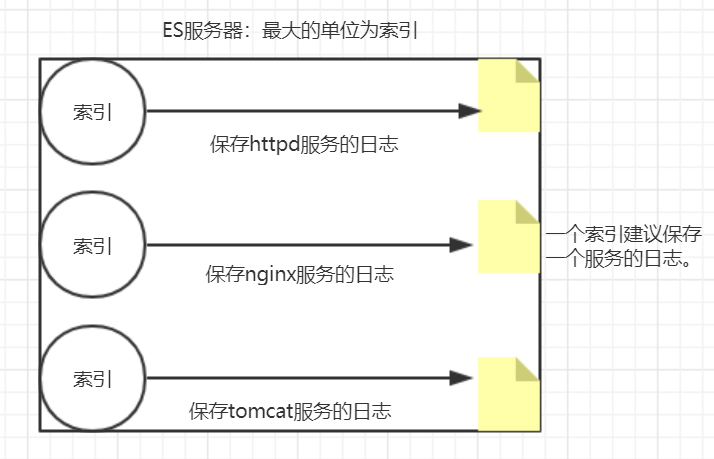 ES服务器：最大的单位为索引
索引
保存httpd服务的日志
索引
保存nginx服务的日志
一个索引建议保存
一个服务的日志。
索引
保存tomcat服务的日志